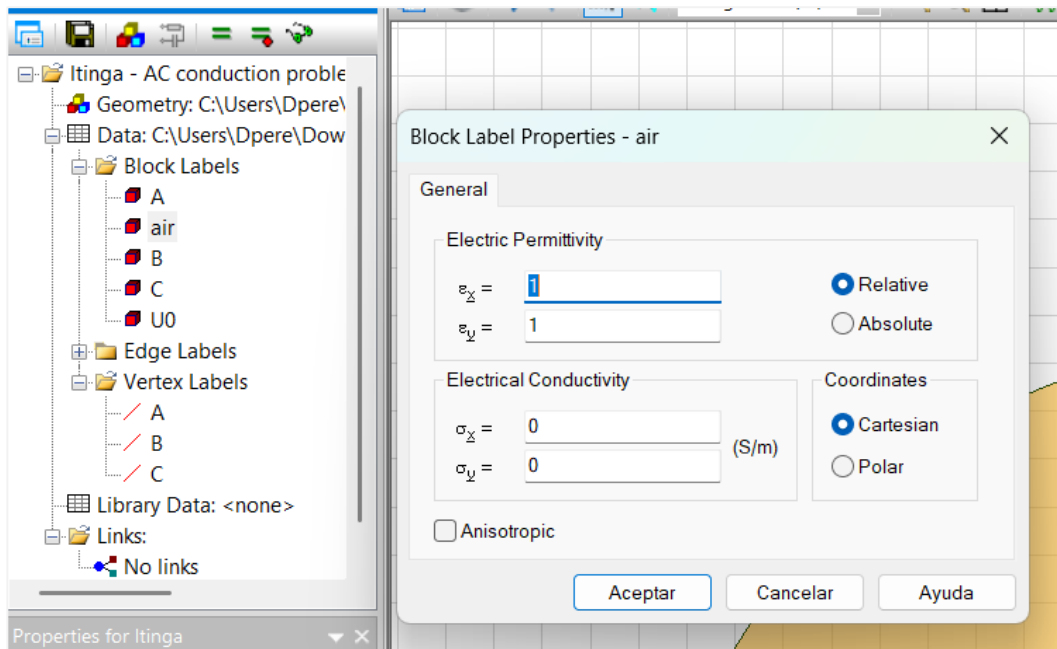 Itinga - AC conduction proble
Geometry: C:\Users\Dpere\
Data: C:\Users\Dpere\Dow
Block Labels
A
air
B
C
U0
Edge Labels
Vertex Labels
A
B
C
Library Data: <none>
Links:
No links
Properties for Itinga
Block Label Properties - air
General
Electric Permittivity
εx = 1
εy = 1
Relative
Absolute
Electrical Conductivity
σx = 0
σy = 0
(S/m)
Coordinates
Cartesian
Polar
Anisotropic
Aceptar Cancelar Ayuda